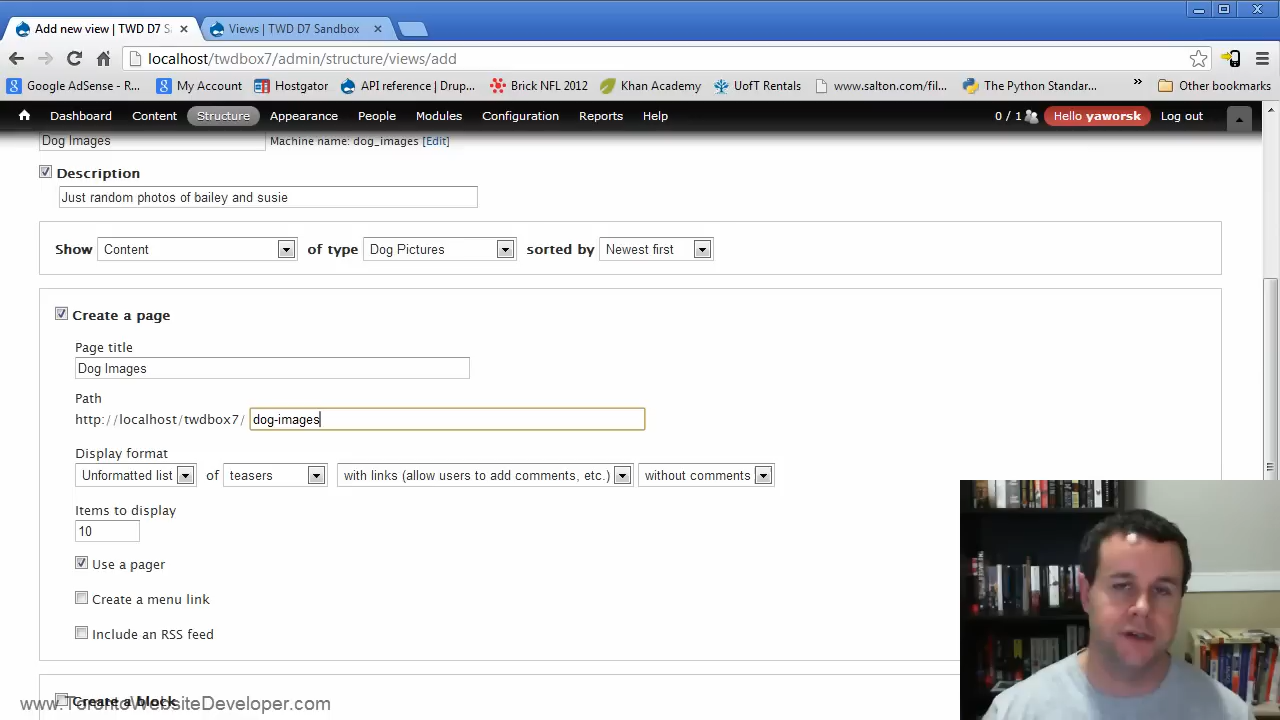 Add new view | TWD D7 S
Views | TWD D7 Sandbox
localhost/twdbox7/admin/structure/views/add
Google AdSense - R...
My Account
Hostgator
API reference | Drup...
Brick NFL 2012
Khan Academy
UofT Rentals
www.salton.com/fil...
The Python Standar...
Other bookmarks
Dashboard Content Structure Appearance People Modules Configuration Reports Help
0 / 1 Hello yaworsk Log out
Dog Images Machine name: dog_images [Edit]
Description
Just random photos of bailey and susie
Show Content of type Dog Pictures sorted by Newest first
Create a page
Page title
Dog Images
Path
http://localhost/twdbox7/ dog-images
Display format
Unformatted list of teasers with links (allow users to add comments, etc.) without comments
Items to display
10
Use a pager
Create a menu link
Include an RSS feed
Create a block
www.TorontoWebsiteDeveloper.com